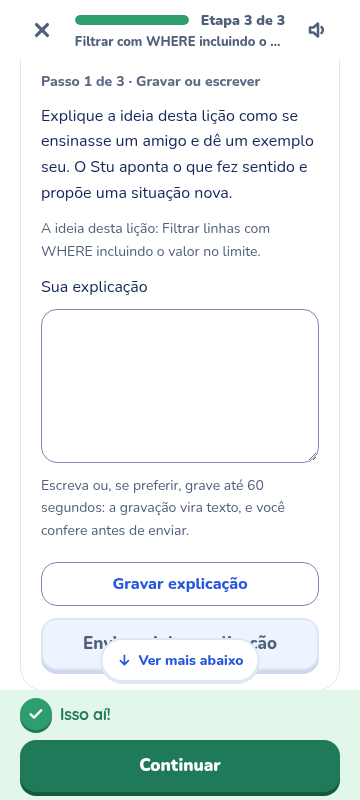 Etapa 3 de 3
Filtrar com WHERE incluindo o ...
Passo 1 de 3 · Gravar ou escrever
Explique a ideia desta lição como se
ensinasse um amigo e dê um exemplo
seu. O Stu aponta o que fez sentido e
propõe uma situação nova.
A ideia desta lição: Filtrar linhas com
WHERE incluindo o valor no limite.
Sua explicação
Escreva ou, se preferir, grave até 60
segundos: a gravação vira texto, e você
confere antes de enviar.
Gravar explicação
Ver mais abaixo
Isso aí!
Continuar